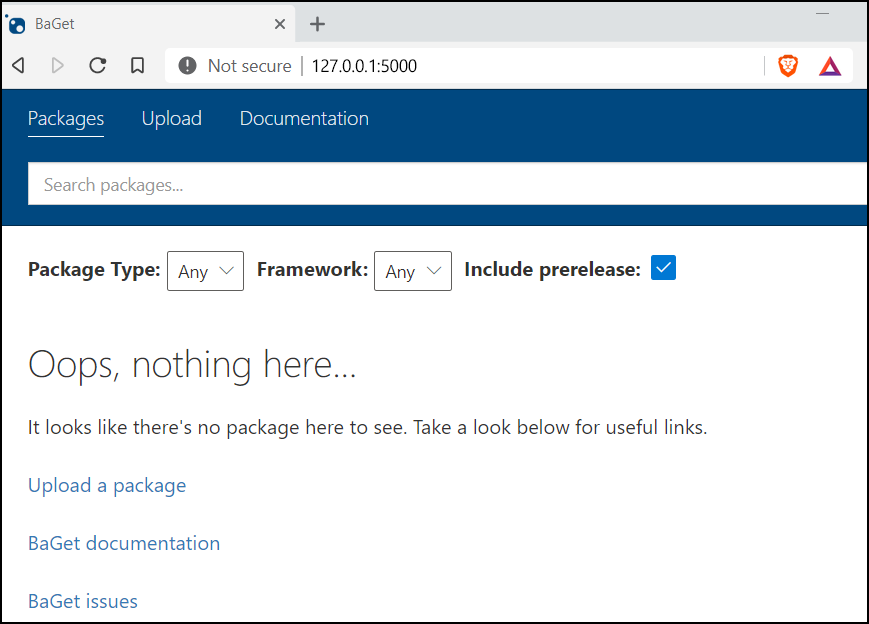 BaGet
Not secure 127.0.0.1:5000
Packages Upload Documentation
Search packages...
Package Type: Any Framework: Any Include prerelease:
Oops, nothing here...
It looks like there's no package here to see. Take a look below for useful links.
Upload a package
BaGet documentation
BaGet issues